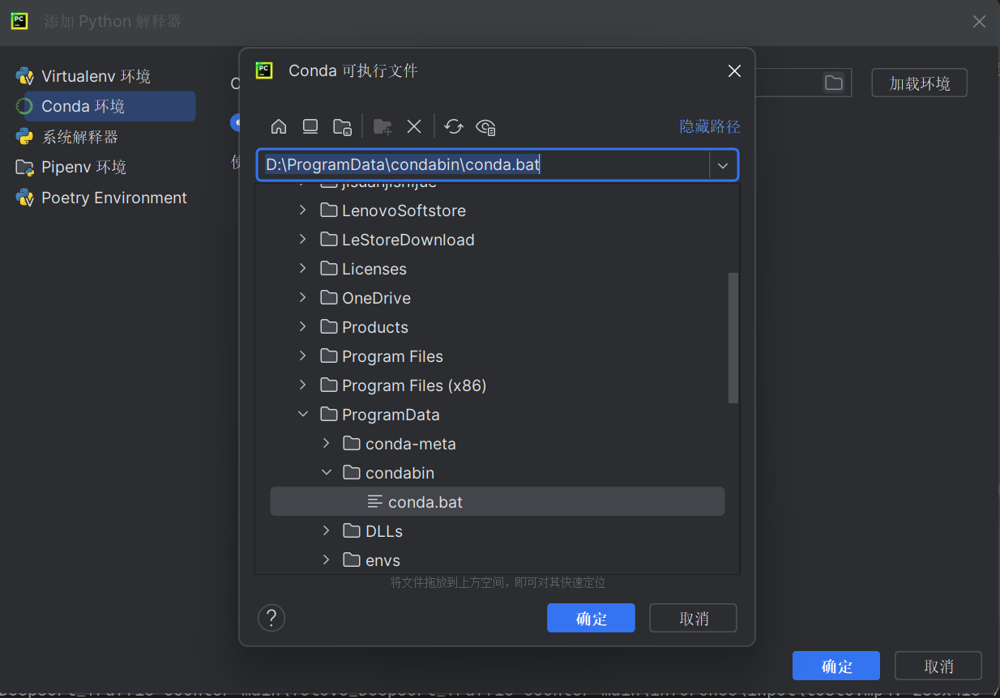 添加 Python 解释器
Virtualenv 环境
Conda 环境
系统解释器
Pipenv 环境
Poetry Environment
加载环境
Conda 可执行文件
隐藏路径
D:\ProgramData\condabin\conda.bat
LenovoSoftstore
LeStoreDownload
Licenses
OneDrive
Products
Program Files
Program Files (x86)
ProgramData
conda-meta
condabin
conda.bat
DLLs
envs
将文件拖放到上方空间，即可对其快速定位
?
确定
取消
确定
取消